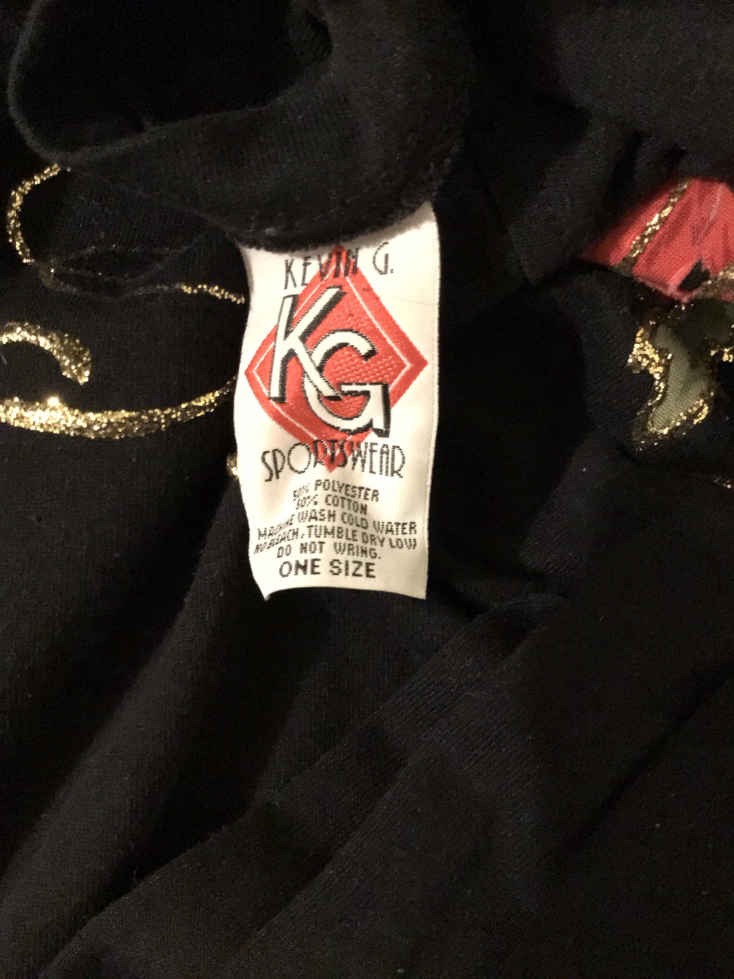 KEVIN G.
KG
SPORTSWEAR
50% POLYESTER
50% COTTON
MACHINE WASH COLD WATER
NO BLEACH, TUMBLE DRY LOW
DO NOT WRING.
ONE SIZE